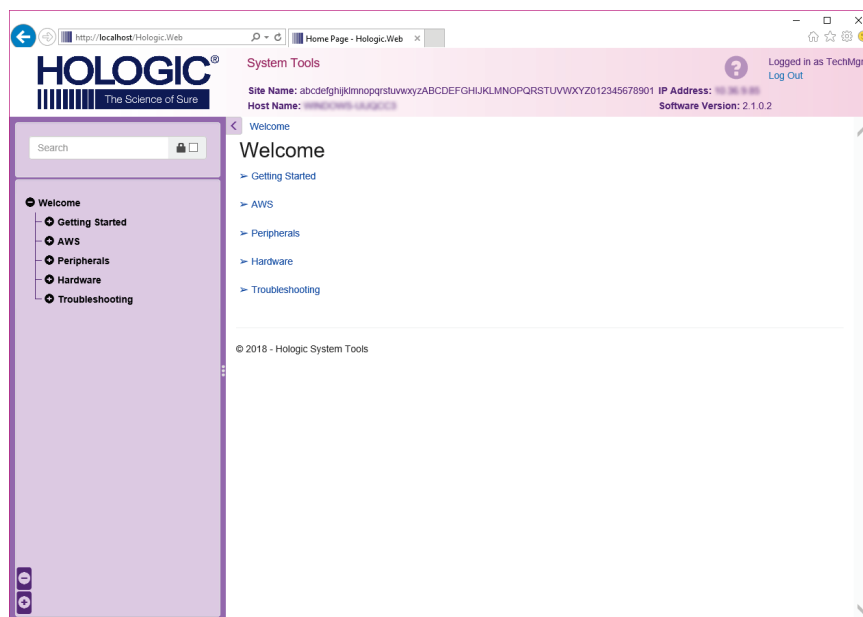 http://localhost/Hologic.Web
Home Page - Hologic.Web
HOLOGIC®
The Science of Sure
System Tools
Logged in as TechMgr
Log Out
Site Name: abcdefghijklmnopqrstuvwxyzABCDEFGHIJKLMNOPQRSTUVWXYZ012345678901 IP Address:
Host Name:
Software Version: 2.1.0.2
Search
Welcome
Getting Started
AWS
Peripherals
Hardware
Troubleshooting
Welcome
Welcome
➢ Getting Started
➢ AWS
➢ Peripherals
➢ Hardware
➢ Troubleshooting
© 2018 - Hologic System Tools